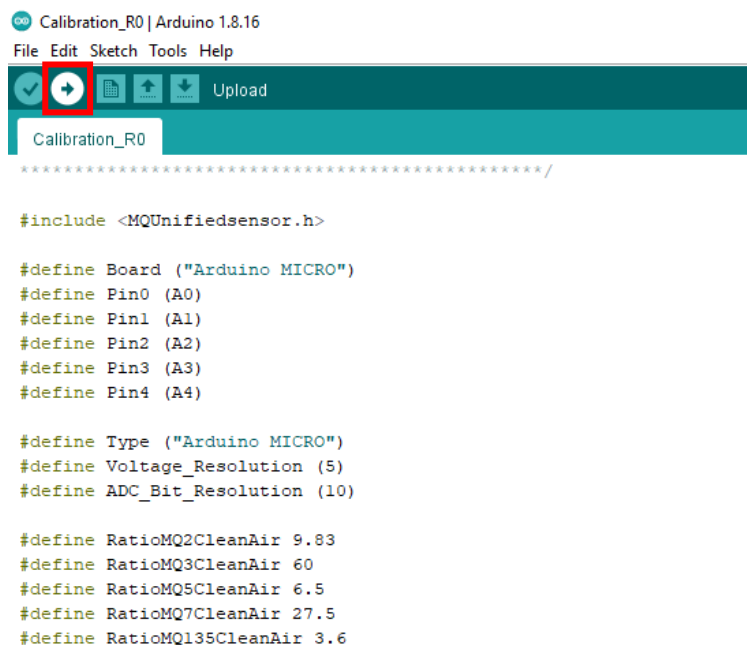 Calibration_R0 | Arduino 1.8.16
File Edit Sketch Tools Help
Upload
Calibration_R0
*************************************************/
#include <MQUnifiedsensor.h>
#define Board ("Arduino MICRO")
#define Pin0 (A0)
#define Pin1 (A1)
#define Pin2 (A2)
#define Pin3 (A3)
#define Pin4 (A4)
#define Type ("Arduino MICRO")
#define Voltage_Resolution (5)
#define ADC_Bit_Resolution (10)
#define RatioMQ2CleanAir 9.83
#define RatioMQ3CleanAir 60
#define RatioMQ5CleanAir 6.5
#define RatioMQ7CleanAir 27.5
#define RatioMQ135CleanAir 3.6